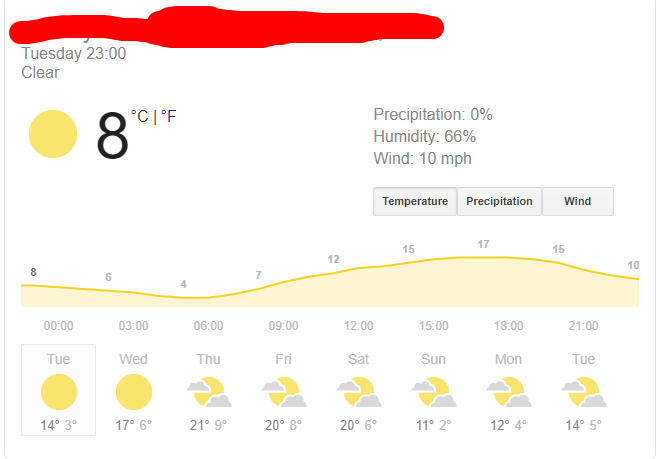 Tuesday 23:00
Clear
8 °C | °F
Precipitation: 0%
Humidity: 66%
Wind: 10 mph
Temperature Precipitation Wind
8 6 4 7 12 15 17 15 10
00:00 03:00 06:00 09:00 12:00 15:00 18:00 21:00
Tue Wed Thu Fri Sat Sun Mon Tue
14° 3° 17° 6° 21° 9° 20° 8° 20° 6° 11° 2° 12° 4° 14° 5°